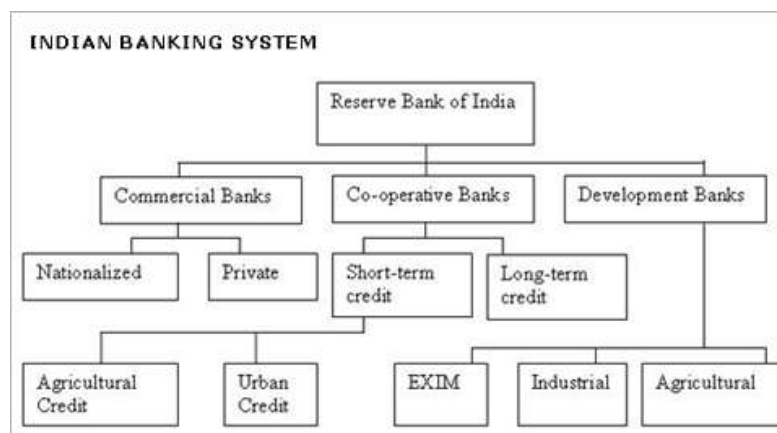 INDIAN BANKING SYSTEM
Reserve Bank of India
Commercial Banks
Co-operative Banks
Development Banks
Nationalized
Private
Short-term
credit
Long-term
credit
Agricultural
Credit
Urban
Credit
EXIM
Industrial
Agricultural